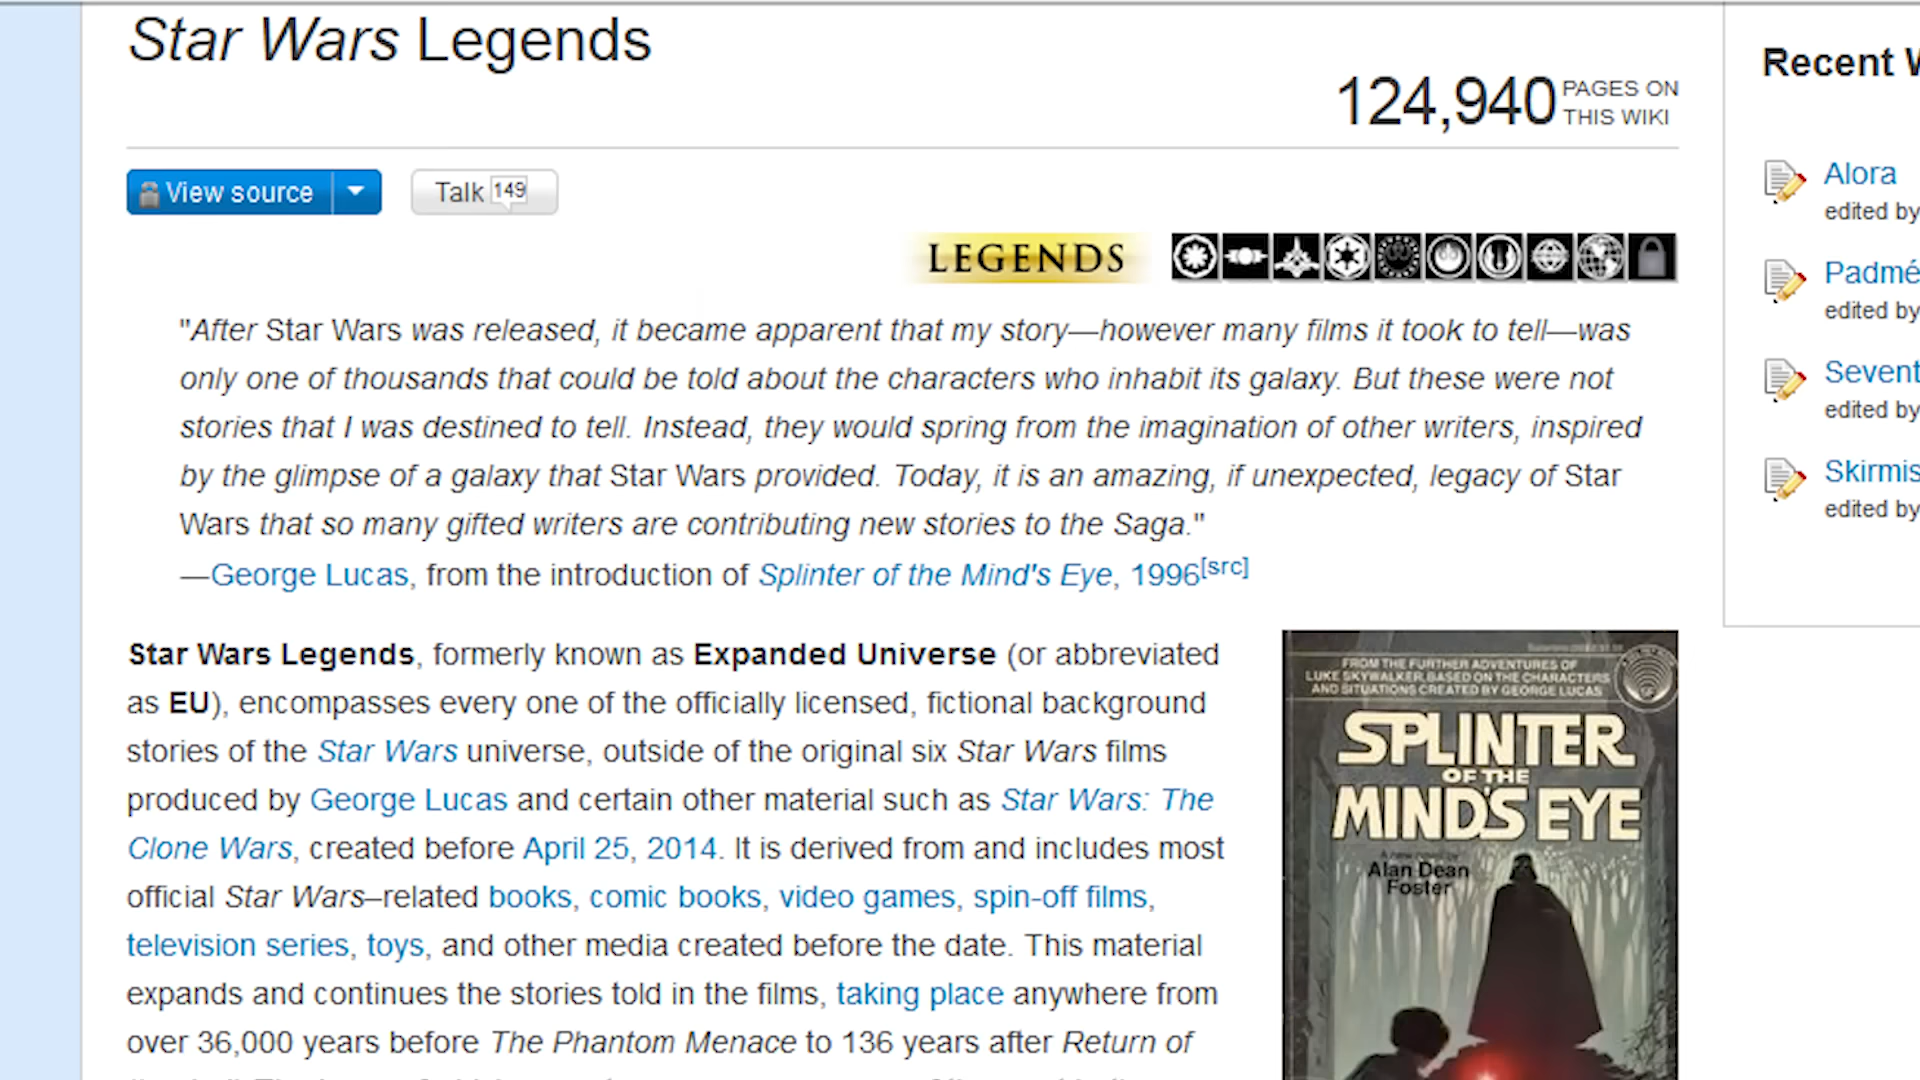 Star Wars Legends
124,940 PAGES ON
THIS WIKI
View source
Talk 149
LEGENDS
"After Star Wars was released, it became apparent that my story—however many films it took to tell—was
only one of thousands that could be told about the characters who inhabit its galaxy. But these were not
stories that I was destined to tell. Instead, they would spring from the imagination of other writers, inspired
by the glimpse of a galaxy that Star Wars provided. Today, it is an amazing, if unexpected, legacy of Star
Wars that so many gifted writers are contributing new stories to the Saga."
—George Lucas, from the introduction of Splinter of the Mind's Eye, 1996[src]
Star Wars Legends, formerly known as Expanded Universe (or abbreviated
as EU), encompasses every one of the officially licensed, fictional background
stories of the Star Wars universe, outside of the original six Star Wars films
produced by George Lucas and certain other material such as Star Wars: The
Clone Wars, created before April 25, 2014. It is derived from and includes most
official Star Wars–related books, comic books, video games, spin-off films,
television series, toys, and other media created before the date. This material
expands and continues the stories told in the films, taking place anywhere from
over 36,000 years before The Phantom Menace to 136 years after Return of
FROM THE FURTHER ADVENTURES OF
LUKE SKYWALKER, BASED ON THE CHARACTERS
AND SITUATIONS CREATED BY GEORGE LUCAS
SPLINTER
OF THE
MIND'S EYE
A new novel by
Alan Dean
Foster
Recent
Alora
edited by
Padmé
edited by
Sevent
edited by
Skirmis
edited by